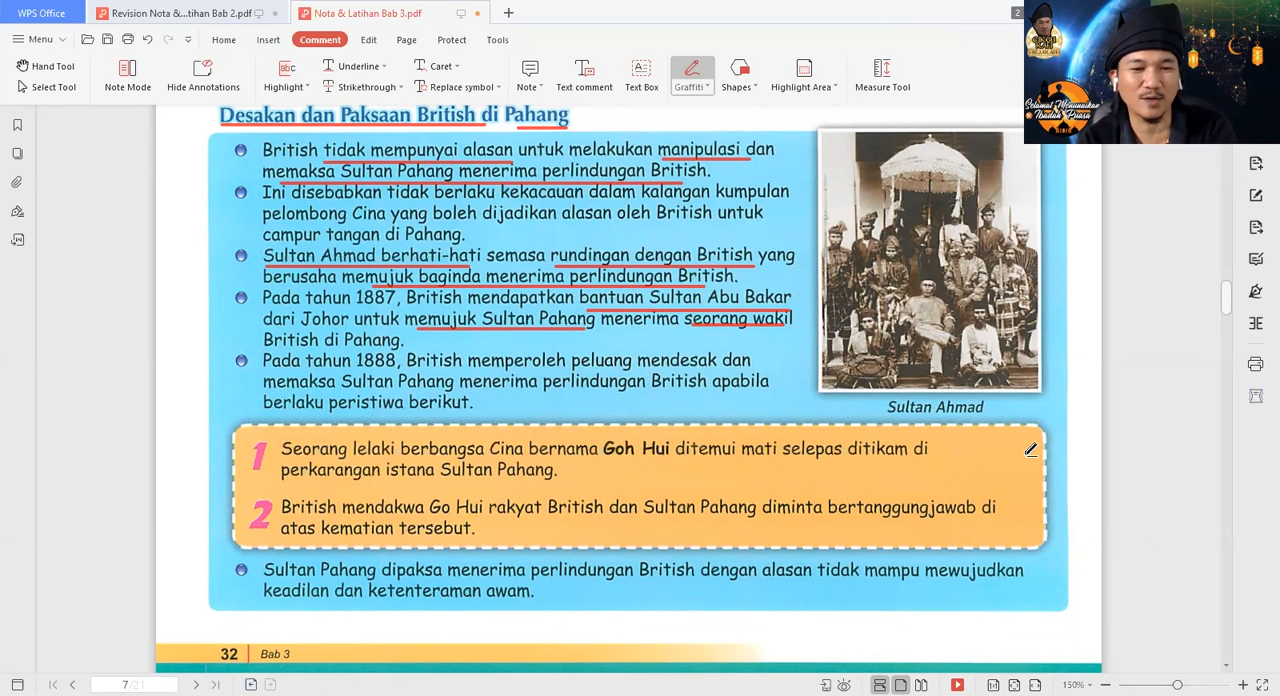 WPS Office
Revision Nota &...tihan Bab 2.pdf
Nota & Latihan Bab 3.pdf
2
Menu
Home
Insert
Comment
Edit
Page
Protect
Tools
Hand Tool
Select Tool
Note Mode
Hide Annotations
Highlight
Underline
Strikethrough
Caret
Replace symbol
Note
Text comment
Text Box
Graffiti
Shapes
Highlight Area
Measure Tool
Selamat Menunaikan
Ibadah Puasa
Desakan dan Paksaan British di Pahang
British tidak mempunyai alasan untuk melakukan manipulasi dan
memaksa Sultan Pahang menerima perlindungan British.
Ini disebabkan tidak berlaku kekacauan dalam kalangan kumpulan
pelombong Cina yang boleh dijadikan alasan oleh British untuk
campur tangan di Pahang.
Sultan Ahmad berhati-hati semasa rundingan dengan British yang
berusaha memujuk baginda menerima perlindungan British.
Pada tahun 1887, British mendapatkan bantuan Sultan Abu Bakar
dari Johor untuk memujuk Sultan Pahang menerima seorang wakil
British di Pahang.
Pada tahun 1888, British memperoleh peluang mendesak dan
memaksa Sultan Pahang menerima perlindungan British apabila
berlaku peristiwa berikut.
Sultan Ahmad
1 Seorang lelaki berbangsa Cina bernama Goh Hui ditemui mati selepas ditikam di
perkarangan istana Sultan Pahang.
2 British mendakwa Go Hui rakyat British dan Sultan Pahang diminta bertanggungjawab di
atas kematian tersebut.
Sultan Pahang dipaksa menerima perlindungan British dengan alasan tidak mampu mewujudkan
keadilan dan ketenteraman awam.
32 Bab 3
7/21
150%